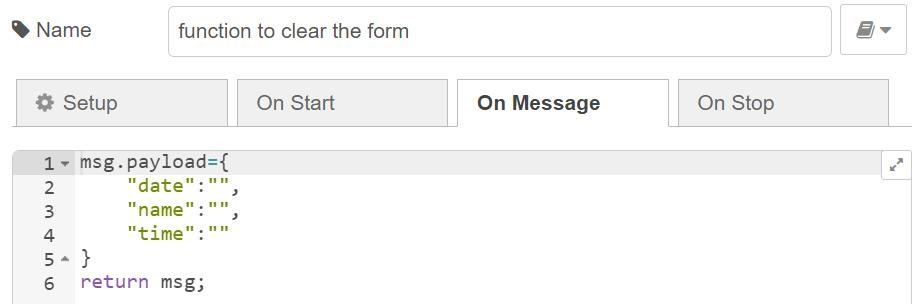 Name function to clear the form
Setup On Start On Message On Stop
1 msg.payload={
2 "date":"",
3 "name":"",
4 "time":""
5 }
6 return msg;